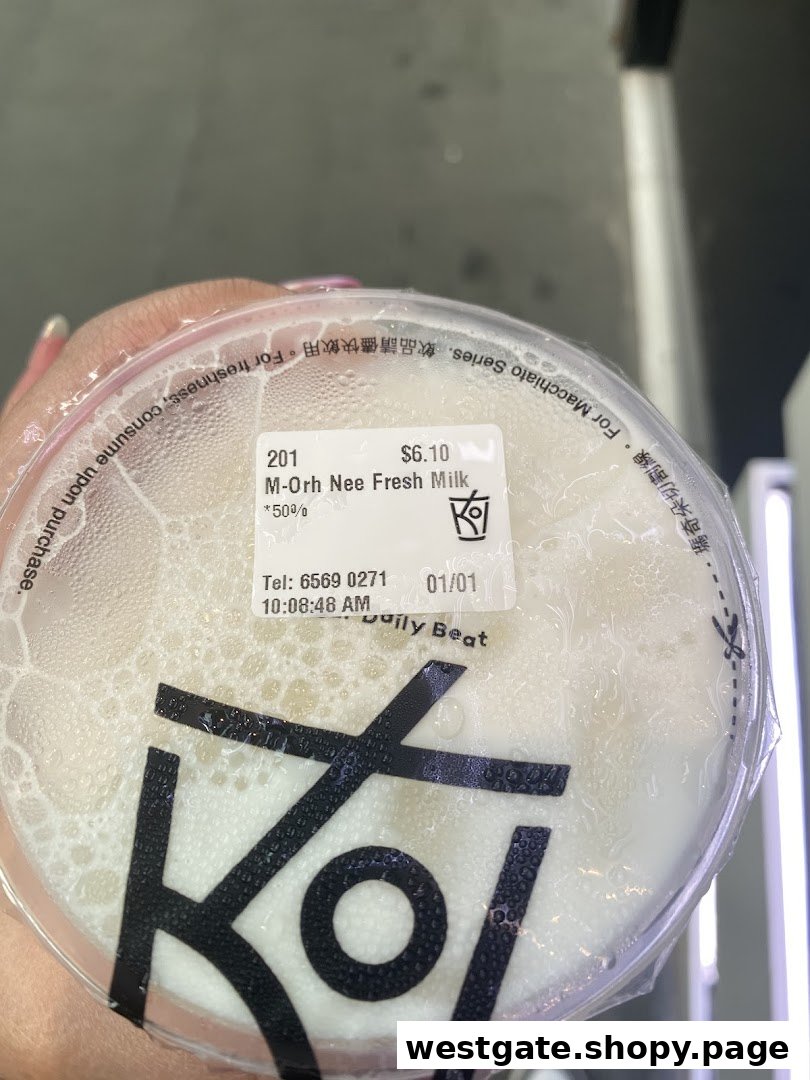 For freshness, consume upon purchase.
飲品請儘快飲用。
For Macchiato Series.
201 $6.10
M-Orh Nee Fresh Milk
*50%
KOI
Tel: 6569 0271 01/01
10:08:48 AM
Daily Beat
KOI
westgate.shopy.page